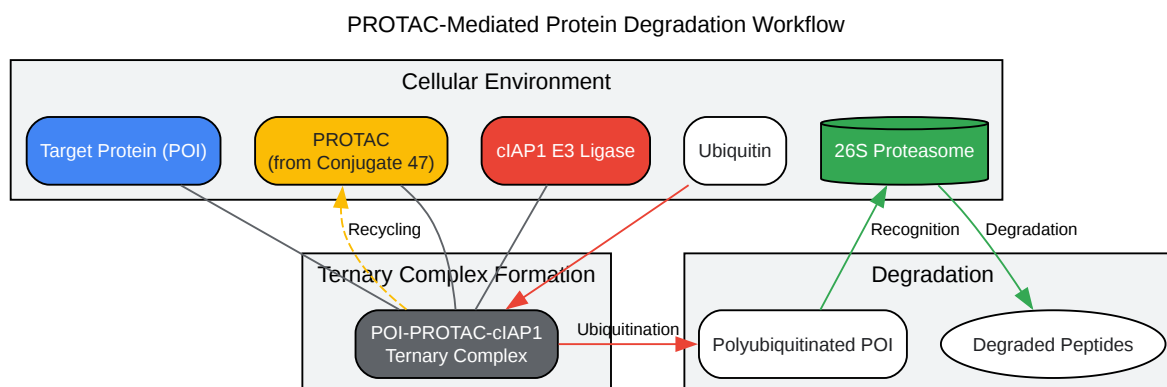 PROTAC-Mediated Protein Degradation Workflow
Cellular Environment
Target Protein (POI)
PROTAC
(from Conjugate 47)
cIAP1 E3 Ligase
Ubiquitin
26S Proteasome
Recycling
Recognition
Degradation
Ternary Complex Formation
Degradation
POI-PROTAC-cIAP1
Ternary Complex
Ubiquitination
Polyubiquitinated POI
Degraded Peptides